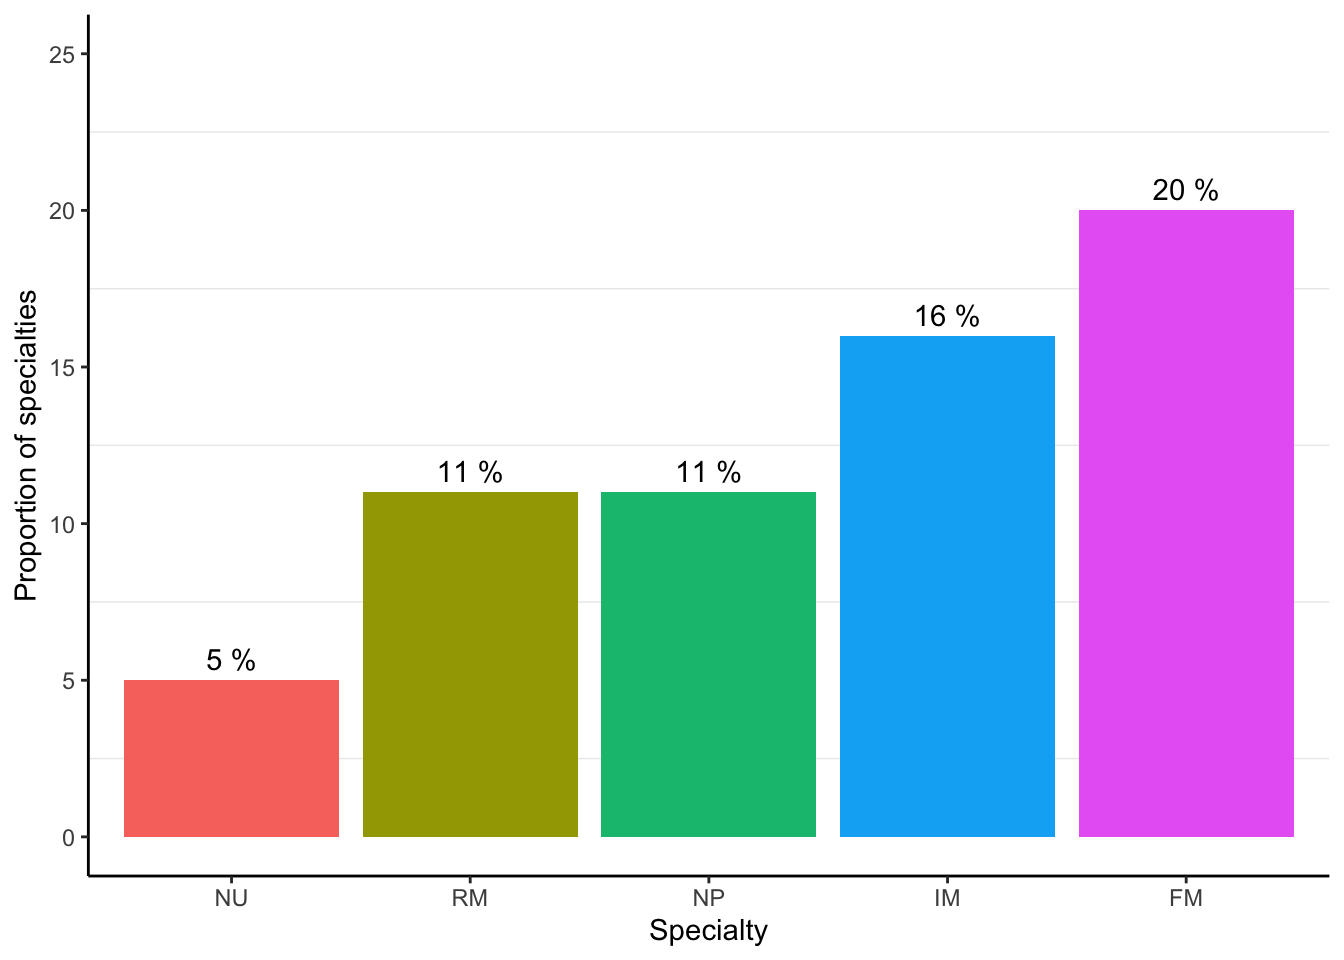 Proportion of specialties
25
20
15
10
5
0
5 %
11 %
11 %
16 %
20 %
NU
RM
NP
IM
FM
Specialty